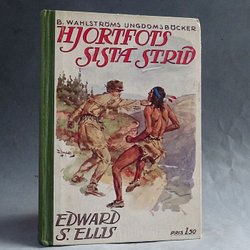 B. WAHLSTRÖMS UNGDOMSBÖCKER
HJORTFOTS
SISTA STRID
EDWARD
S. ELLIS
PRIS 1.50